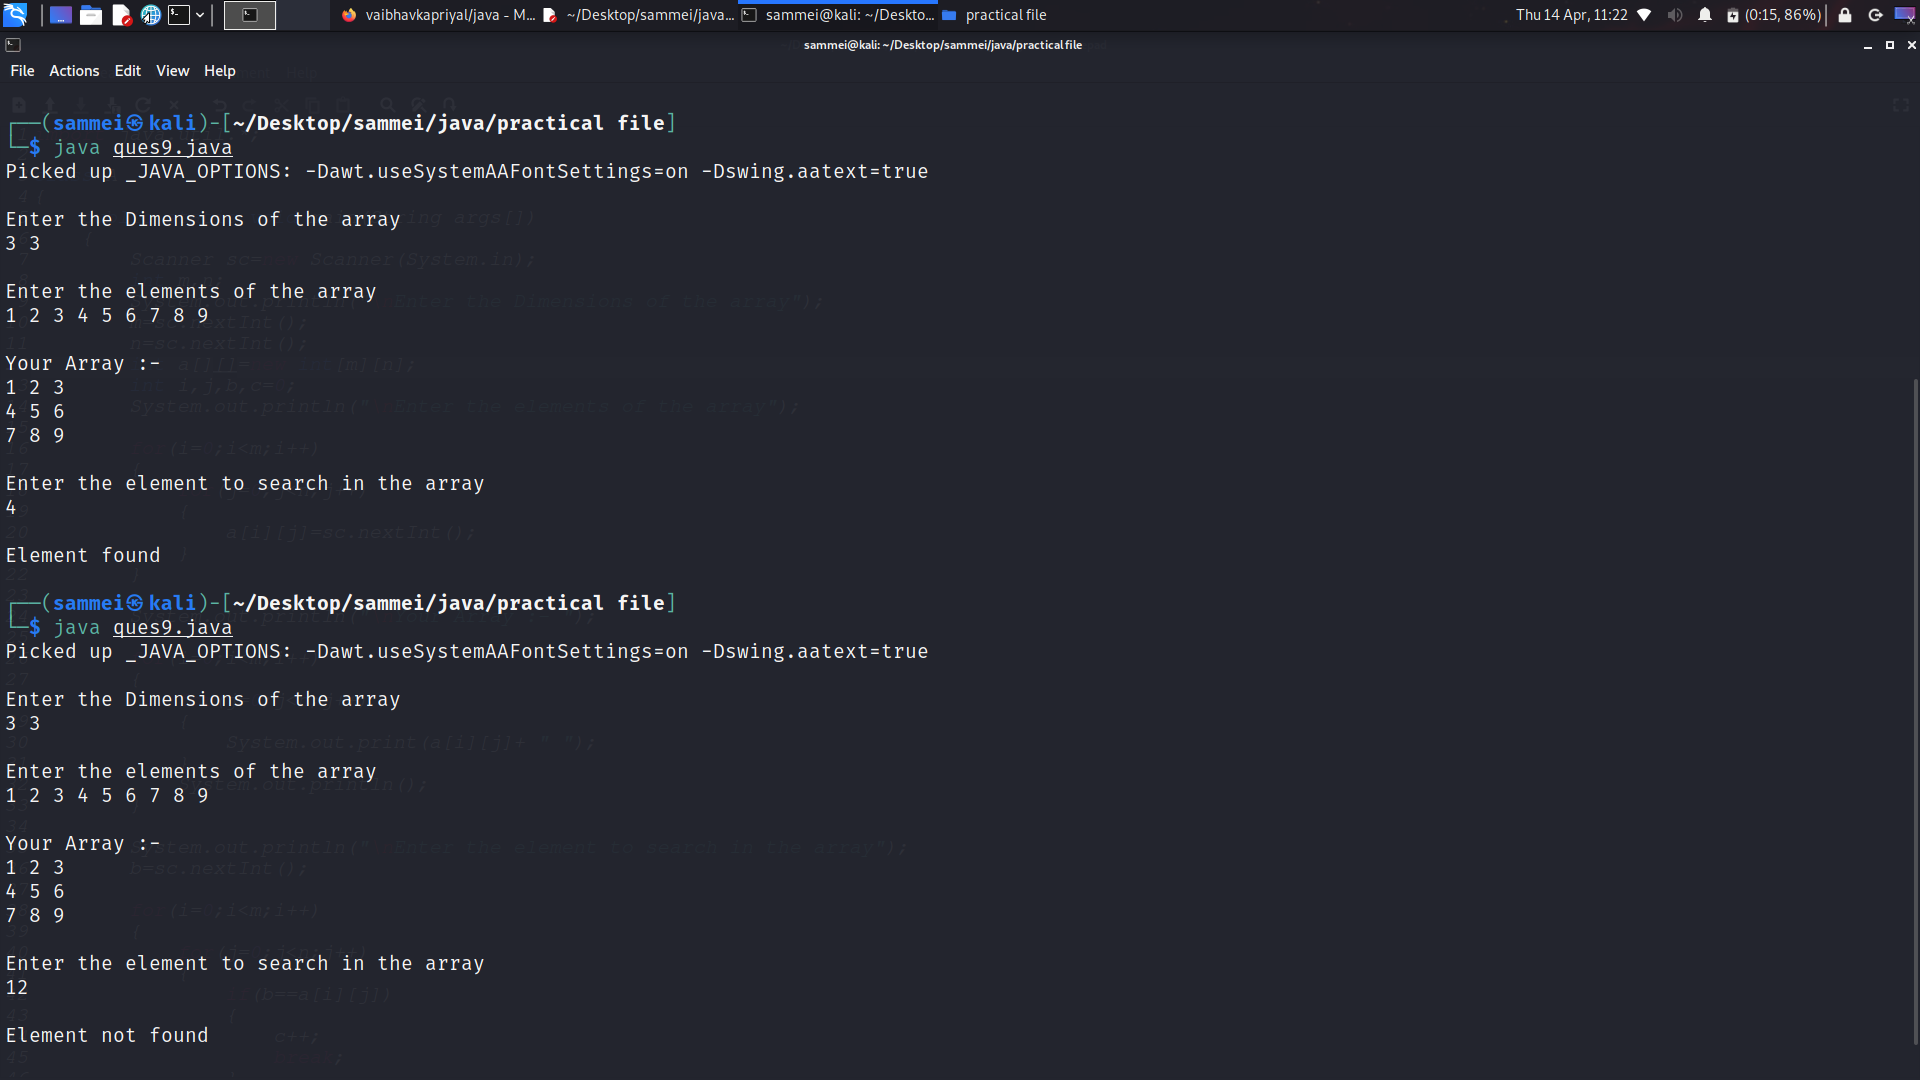 vaibhavkapriyal/java - M... ~/Desktop/sammei/java... sammei@kali: ~/Deskto... practical file Thu 14 Apr, 11:22 (0:15, 86%)
sammei@kali: ~/Desktop/sammei/java/practical file
File Actions Edit View Help
(sammei㉿kali)-[~/Desktop/sammei/java/practical file]
$ java ques9.java
Picked up _JAVA_OPTIONS: -Dawt.useSystemAAFontSettings=on -Dswing.aatext=true
Enter the Dimensions of the array
3 3
Enter the elements of the array
1 2 3 4 5 6 7 8 9
Your Array :-
1 2 3
4 5 6
7 8 9
Enter the element to search in the array
4
Element found
(sammei㉿kali)-[~/Desktop/sammei/java/practical file]
$ java ques9.java
Picked up _JAVA_OPTIONS: -Dawt.useSystemAAFontSettings=on -Dswing.aatext=true
Enter the Dimensions of the array
3 3
Enter the elements of the array
1 2 3 4 5 6 7 8 9
Your Array :-
1 2 3
4 5 6
7 8 9
Enter the element to search in the array
12
Element not found